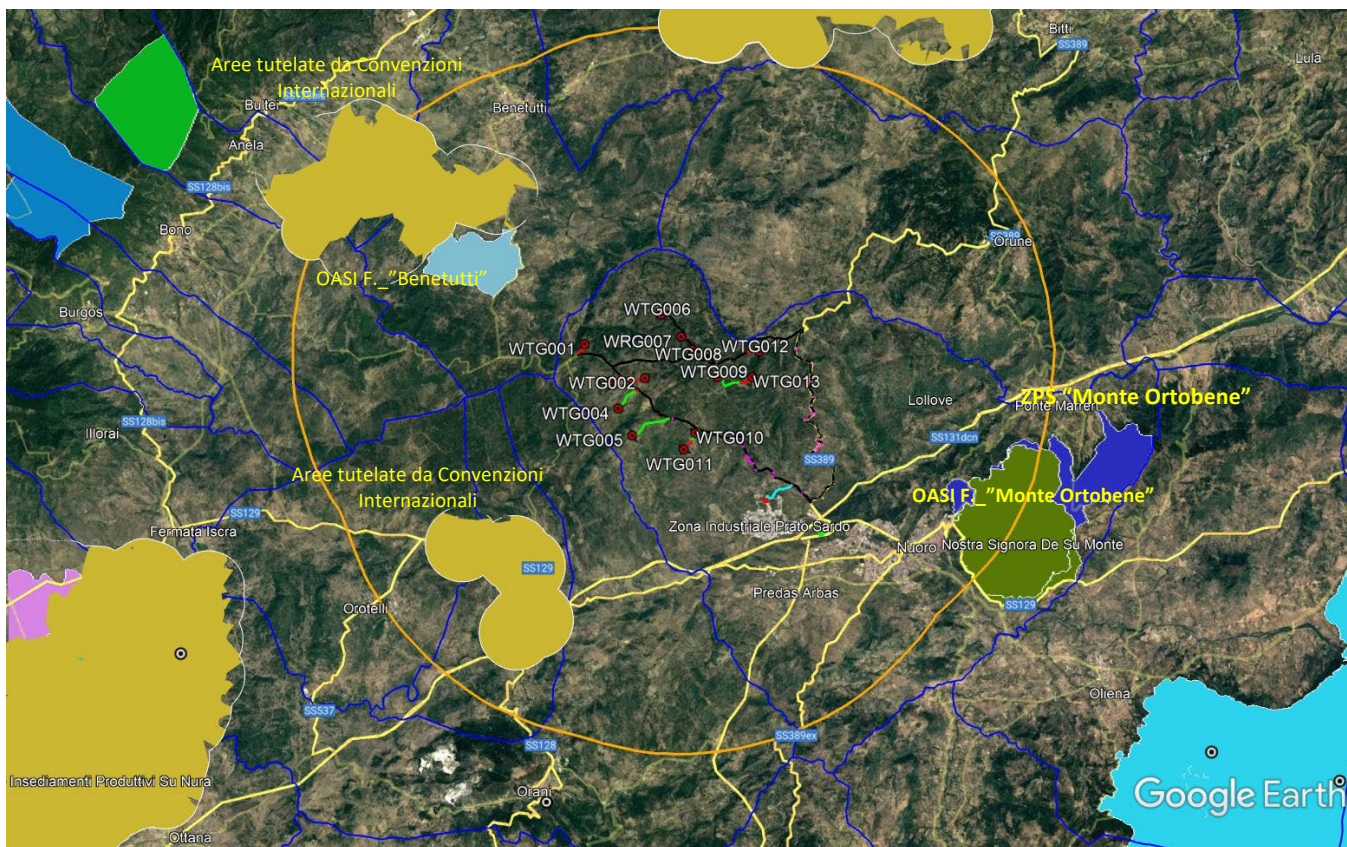 Bitti
SS389
Lula
Aree tutelate da Convenzioni
Internazionali
Bultei
Benetutti
Anela
SS128bis
Bono
SS389
Orune
OASI F._"Benetutti"
Burgos
WTG006
WTG001
WRG007
WTG008
WTG012
WTG002
WTG009
WTG013
Lollove
ZPS "Monte Ortobene"
Ponte Marreri
WTG004
SS128bis
Illorai
WTG005
WTG010
SS131dcn
WTG011
SS389
Aree tutelate da Convenzioni
Internazionali
OASI F._"Monte Ortobene"
SS129
Fermata Iscra
Zona Industriale Prato Sardo
Nuoro
Nostra Signora De Su Monte
SS129
Predas Arbas
SS129
Orotelli
Oliena
SS537
SS128
SS389ex
Insediamenti Produttivi Su Nura
Orani
Google Earth
Ottana